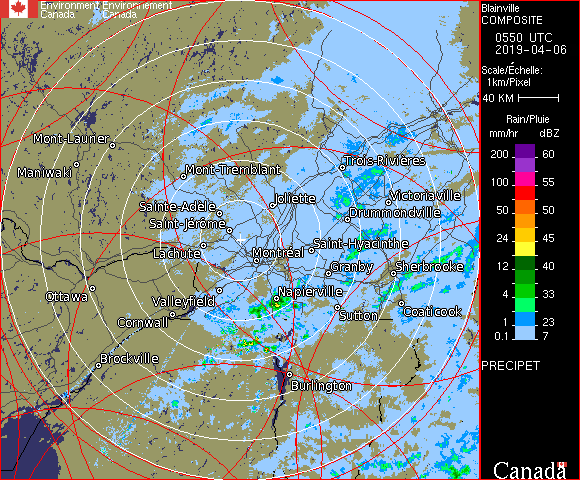 Environment Environnement
Canada Canada
Mont-Laurier
Maniwaki
Mont-Tremblant
Trois-Rivières
Sainte-Adèle
Joliette
Victoriaville
Saint-Jérôme
Drummondville
Lachute
Montréal
Saint-Hyacinthe
Granby
Sherbrooke
Ottawa
Valleyfield
Napierville
Cornwall
Sutton
Coaticook
Brockville
Burlington
Blainville
COMPOSITE
0550 UTC
2019-04-06
Scale/Échelle:
1km/Pixel
40 KM
Rain/Pluie
mm/hr dBZ
200 60
150 57
100 55
50 50
24 45
12 40
4 33
1 23
0.1 7
PRECIPET
Canada